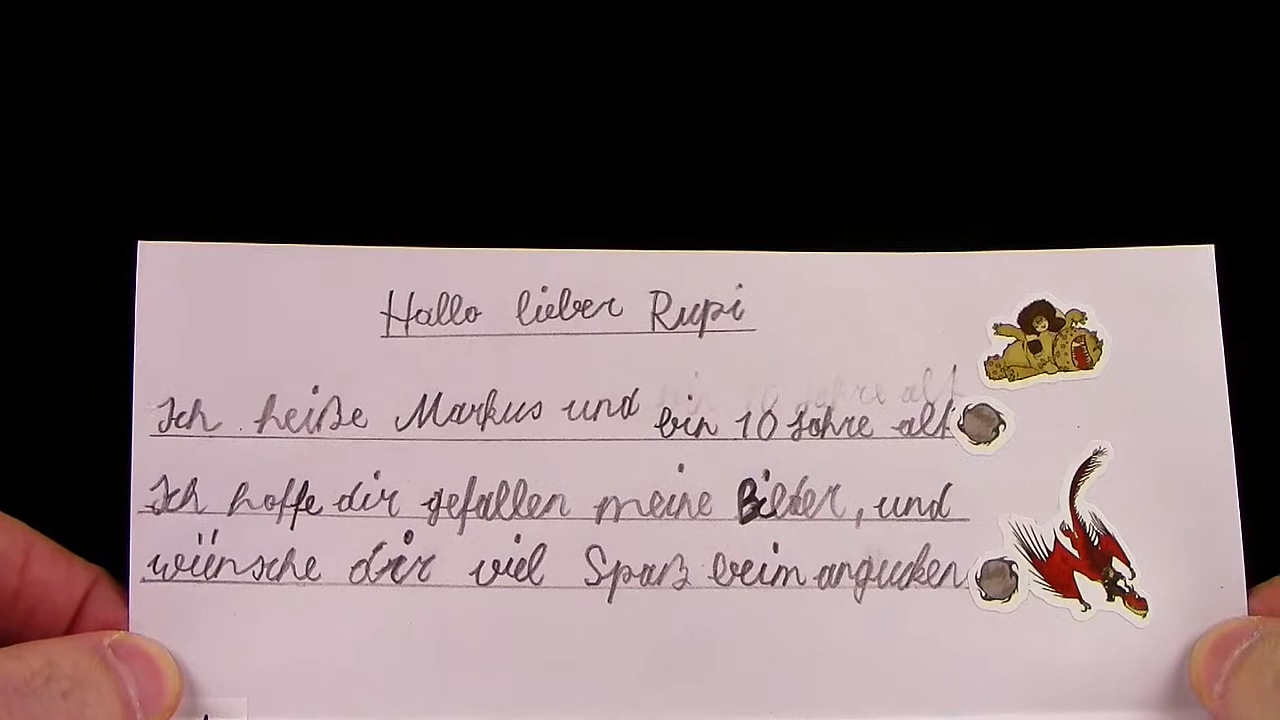 Hallo lieber Rupi
Ich heiße Markus und bin 10 Jahre alt
Ich hoffe dir gefallen meine Bilder, und
wünsche dir viel Spaß beim angucken